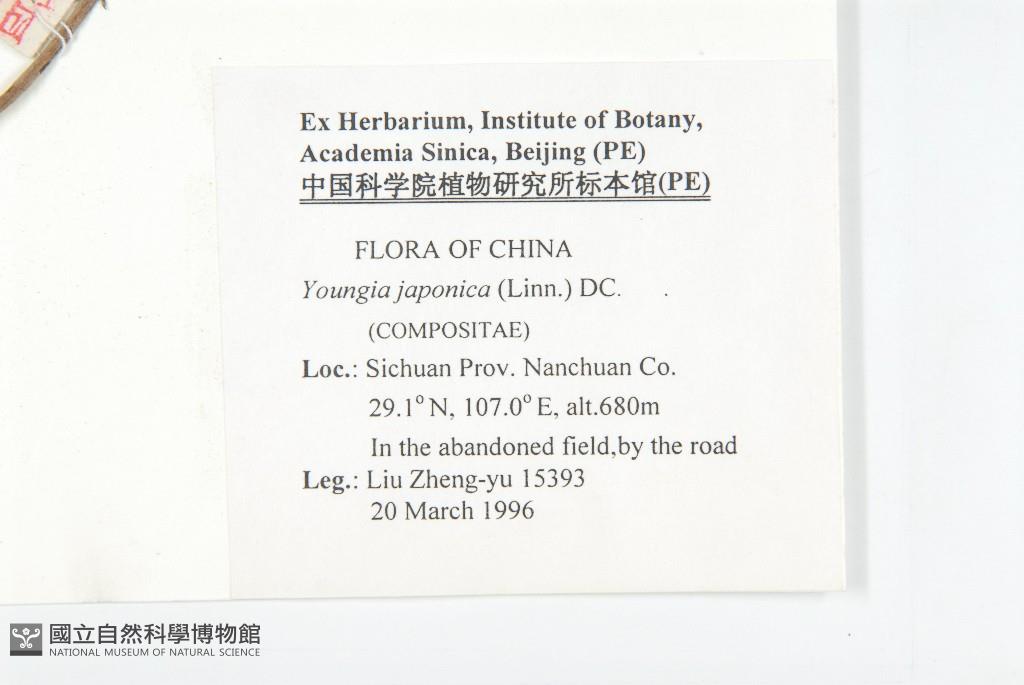 Ex Herbarium, Institute of Botany,
Academia Sinica, Beijing (PE)
中国科学院植物研究所标本馆(PE)
FLORA OF CHINA
Youngia japonica (Linn.) DC.
(COMPOSITAE)
Loc.: Sichuan Prov. Nanchuan Co.
29.1° N, 107.0° E, alt.680m
In the abandoned field,by the road
Leg.: Liu Zheng-yu 15393
20 March 1996
國立自然科學博物館
NATIONAL MUSEUM OF NATURAL SCIENCE